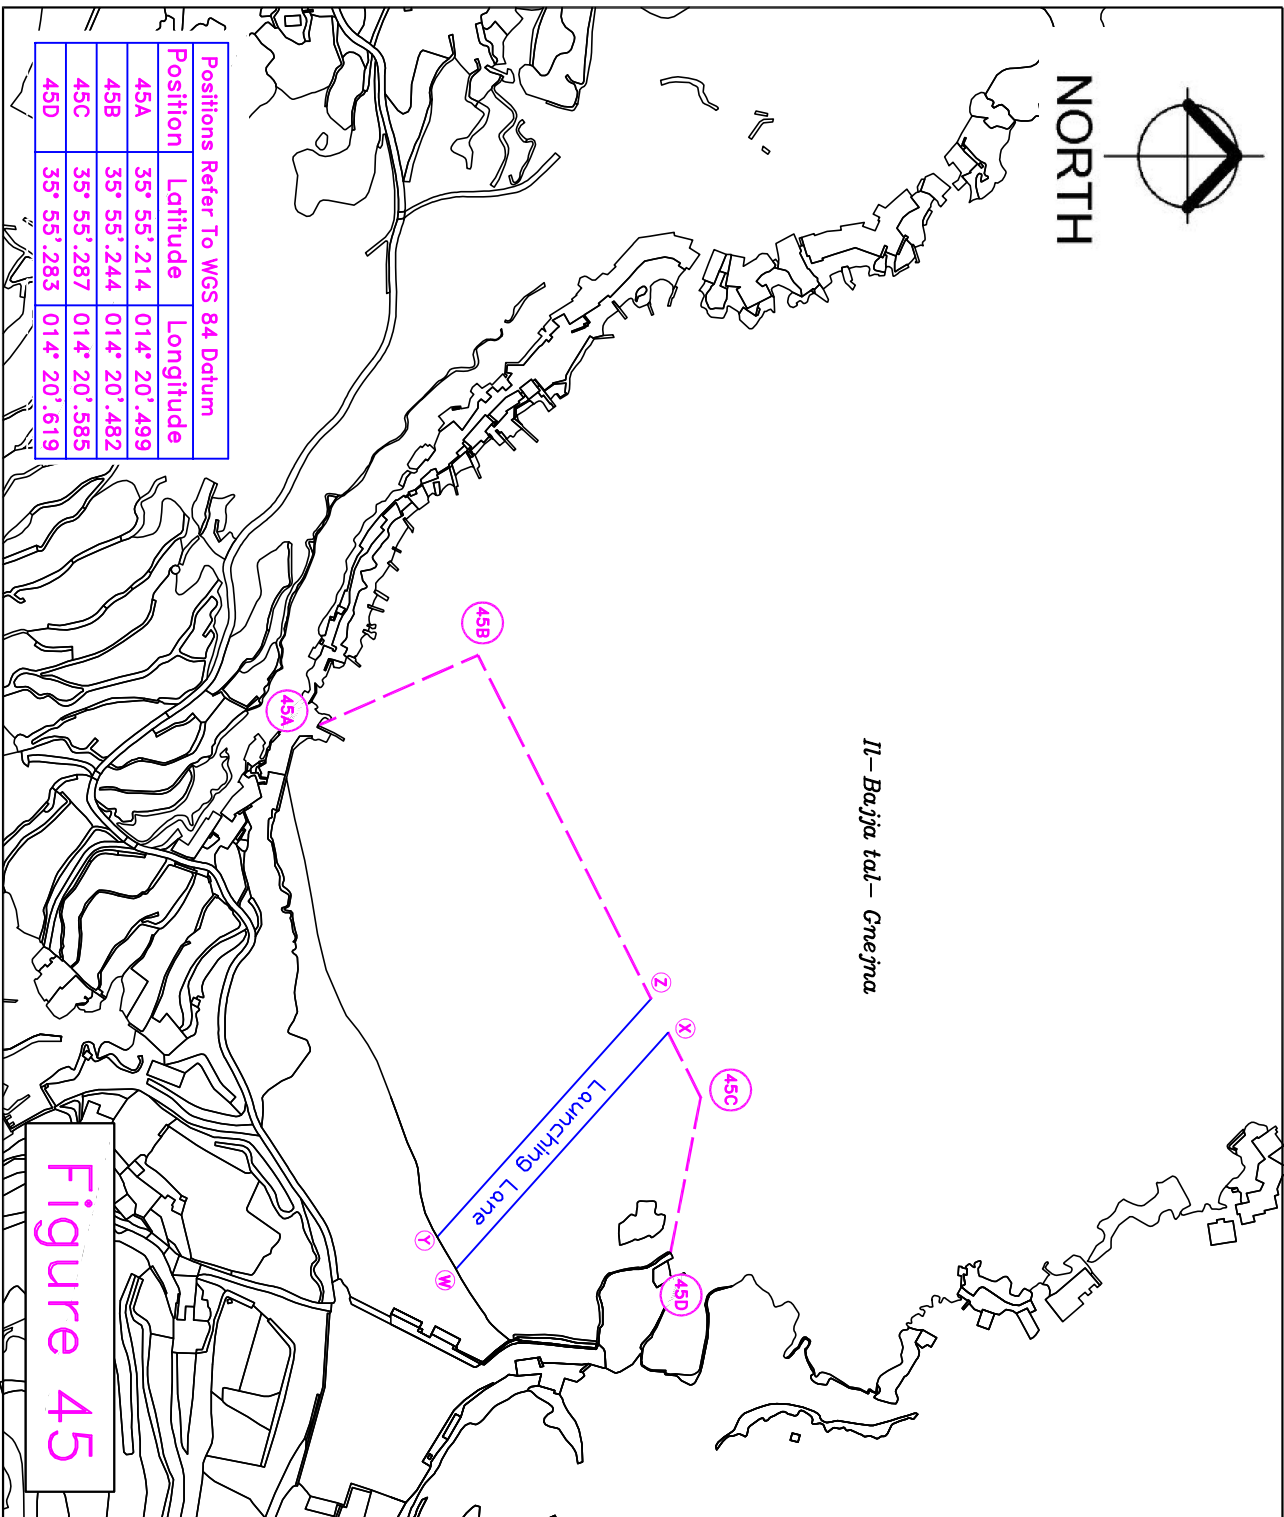 NORTH
Il-Bajja tal- Gnejna
Positions Refer To WGS 84 Datum
Position Latitude Longitude
45A 35° 55'.214 014° 20'.499
45B 35° 55'.244 014° 20'.482
45C 35° 55'.287 014° 20'.585
45D 35° 55'.283 014° 20'.619
45B
45A
Z
X
45C
Launching Lane
Y
W
45D
Figure 45